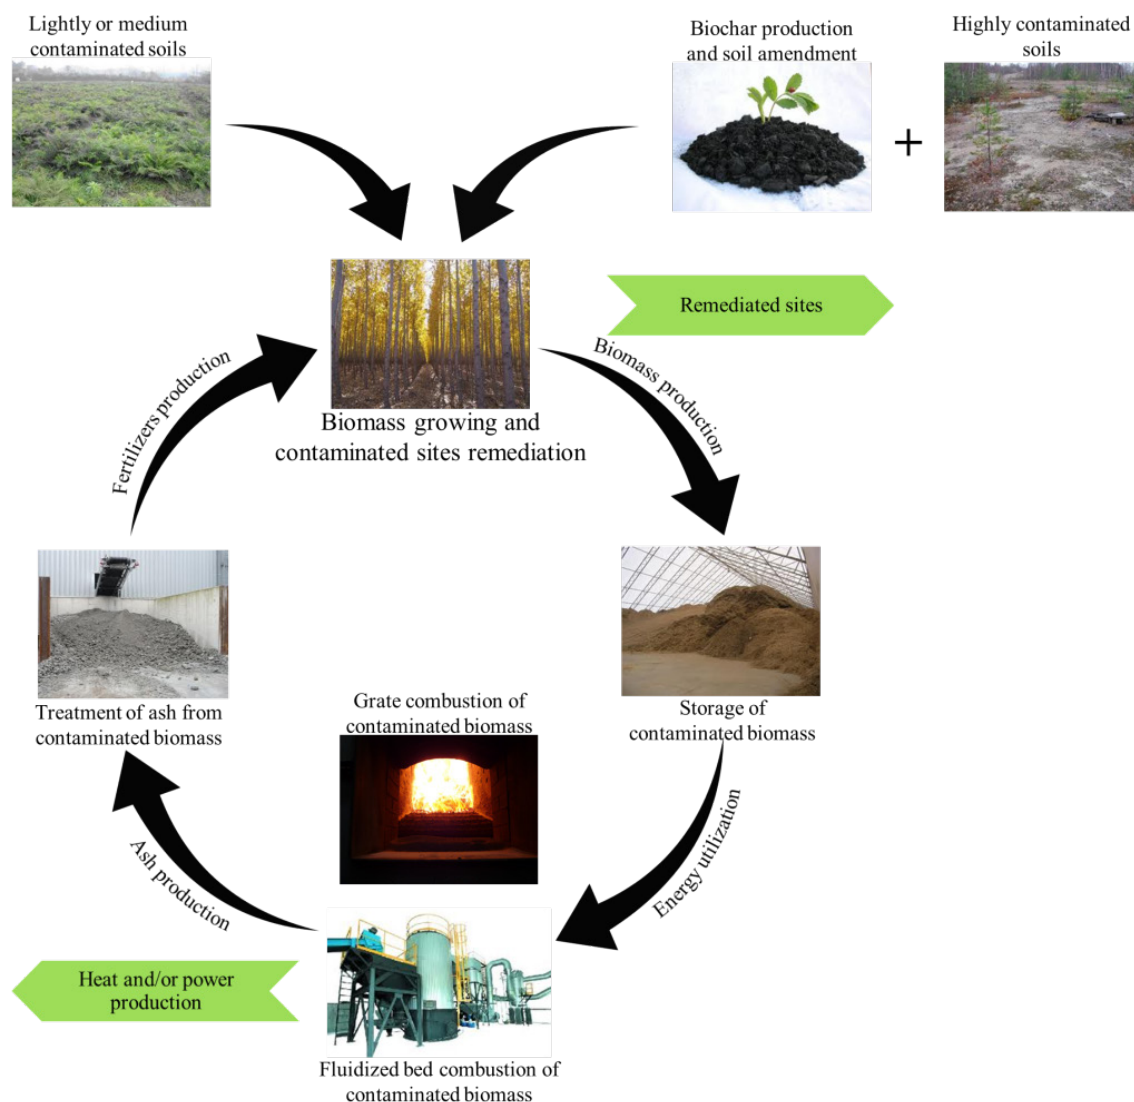 Lightly or medium
contaminated soils
Biochar production
and soil amendment
Highly contaminated
soils
+
Remediated sites
Biomass growing and
contaminated sites remediation
Fertilizers production
Biomass production
Treatment of ash from
contaminated biomass
Grate combustion of
contaminated biomass
Storage of
contaminated biomass
Ash production
Energy utilization
Heat and/or power
production
Fluidized bed combustion of
contaminated biomass